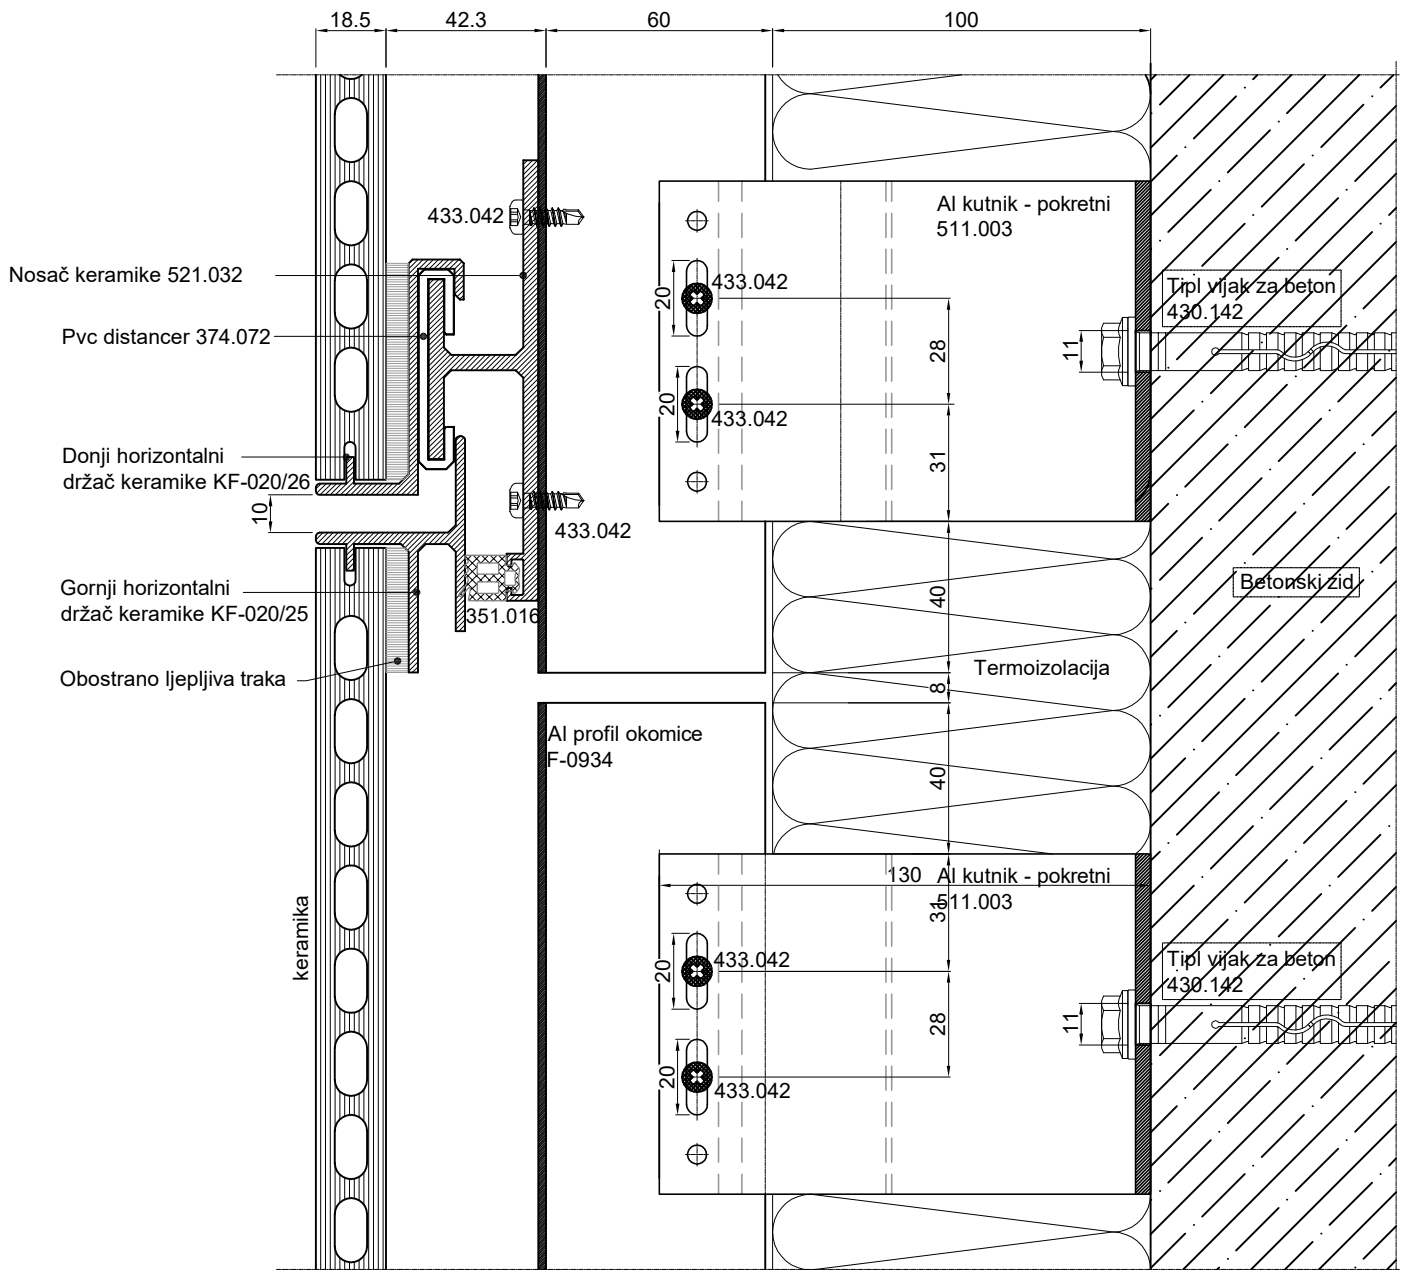 18.5
42.3
60
100
Al kutnik - pokretni
511.003
433.042
Nosač keramike 521.032
433.042
20
Tipl vijak za beton
430.142
Pvc distancer 374.072
28
11
20
433.042
Donji horizontalni
držač keramike KF-020/26
31
10
433.042
Gornji horizontalni
držač keramike KF-020/25
351.016
40
Betonski zid
Obostrano ljepljiva traka
Termoizolacija
8
Al profil okomice
F-0934
40
130
Al kutnik - pokretni
511.003
31
keramika
433.042
20
Tipl vijak za beton
430.142
28
11
20
433.042